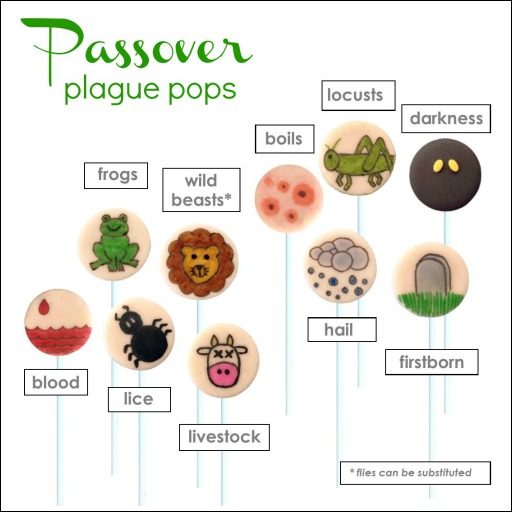 Passover
plague pops
locusts
darkness
boils
frogs
wild
beasts*
hail
firstborn
blood
lice
livestock
*flies can be substituted